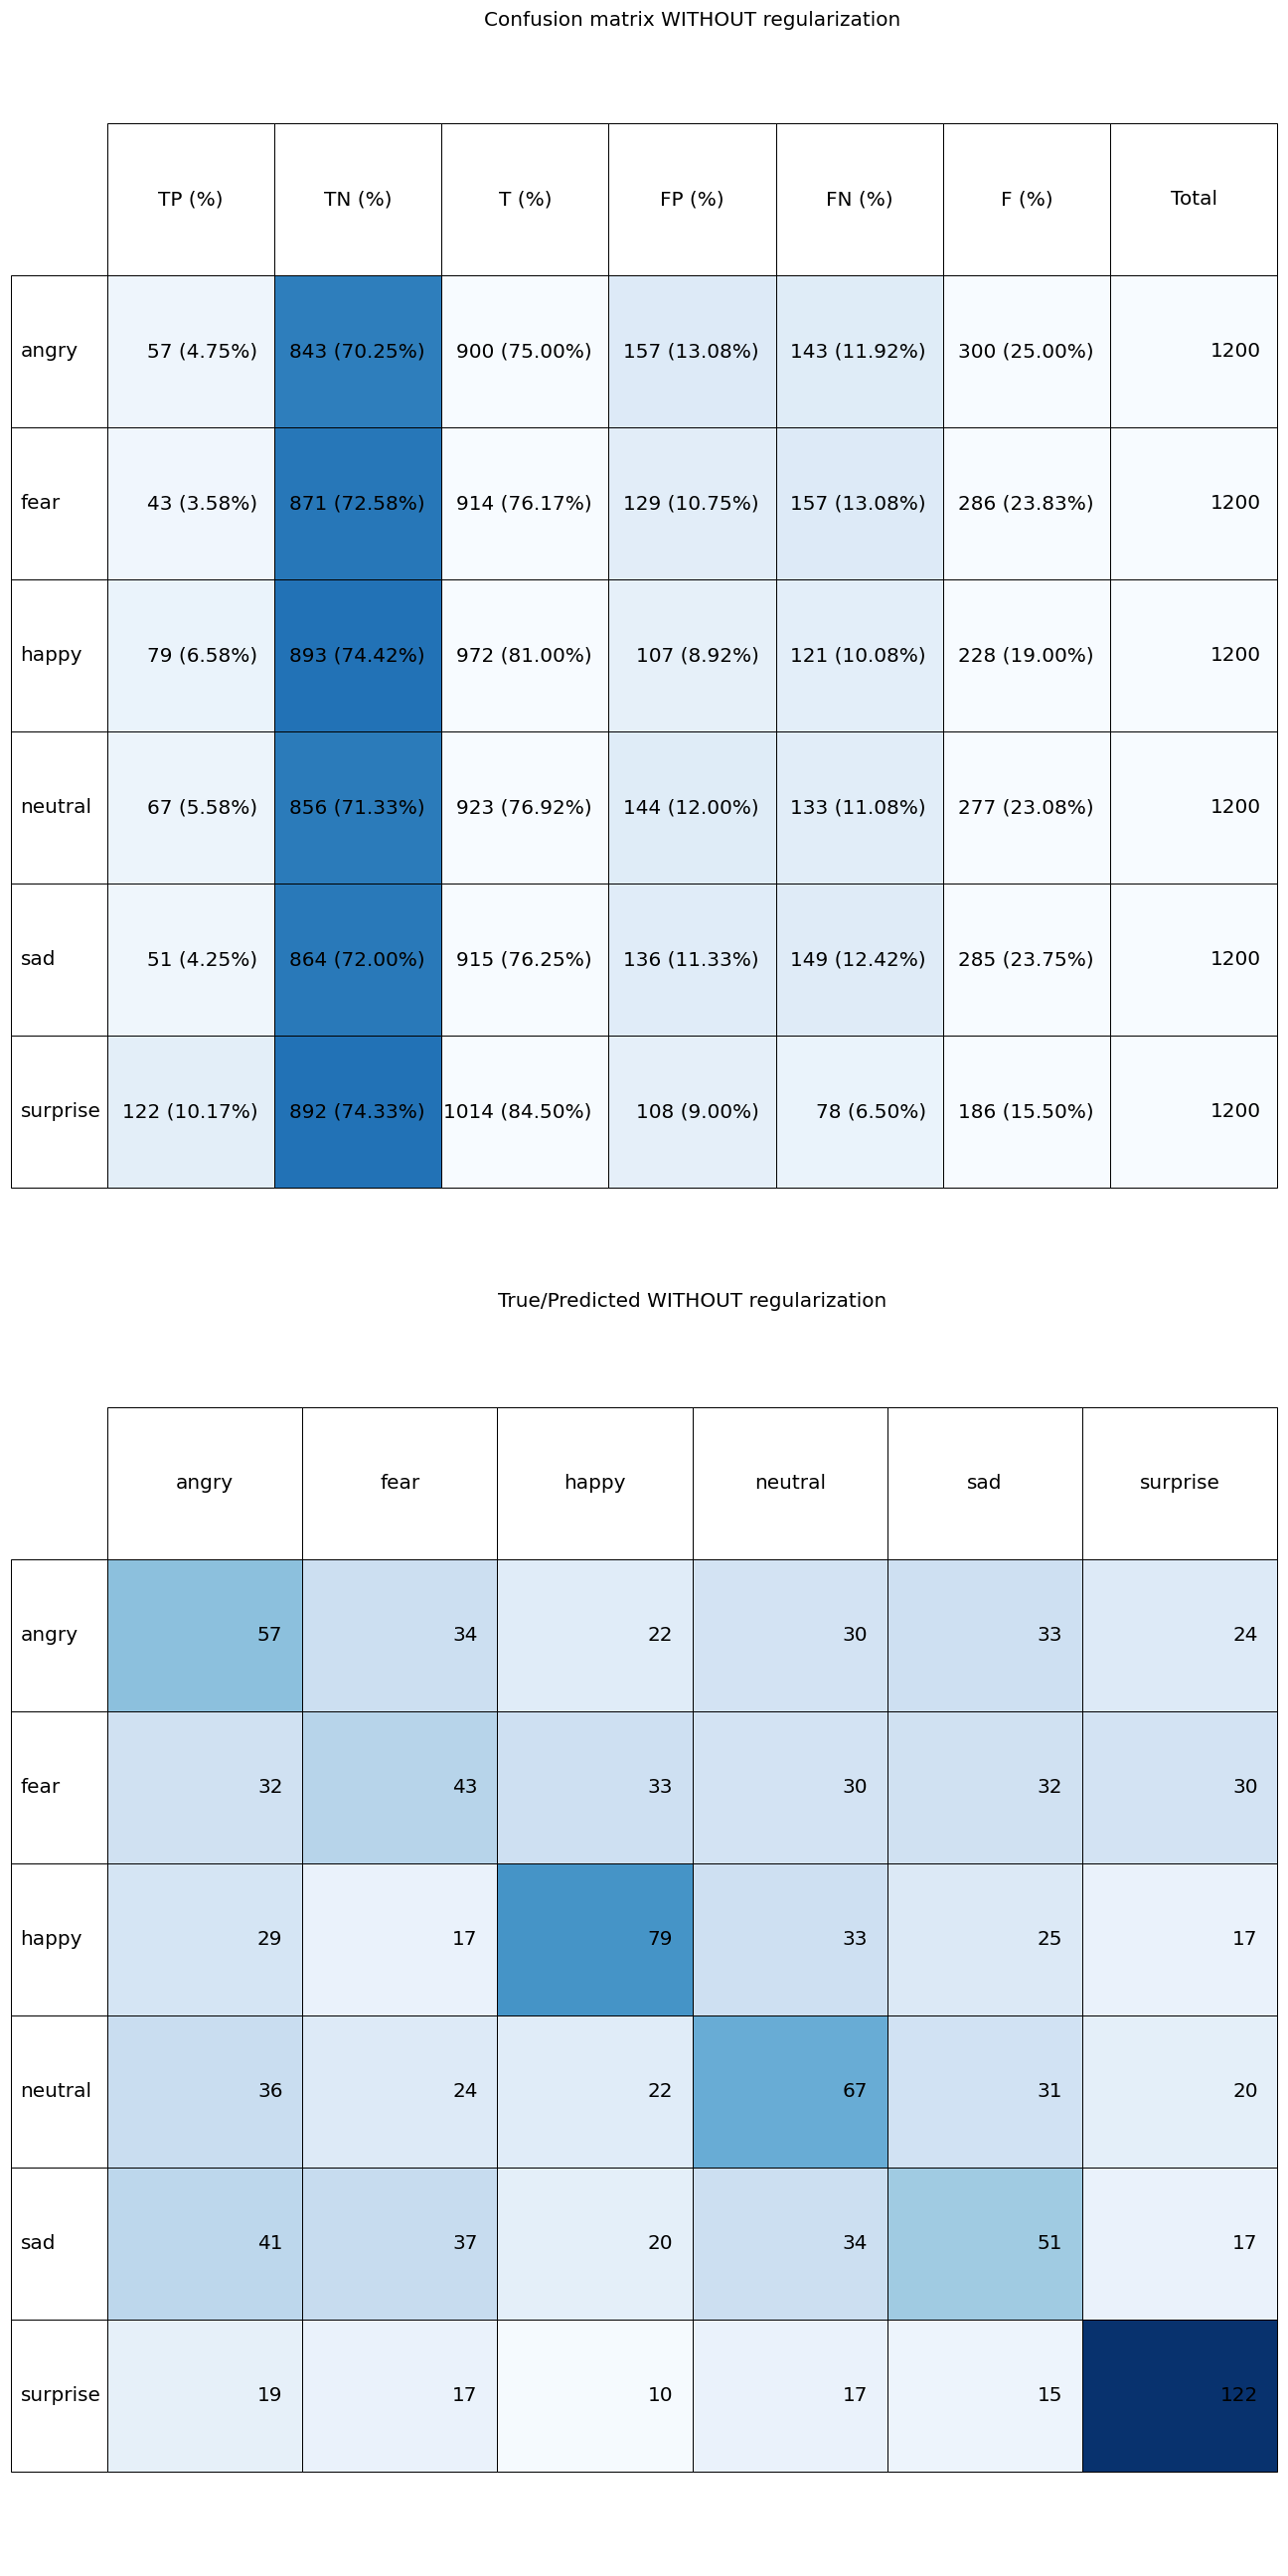 Confusion matrix WITHOUT regularization
TP (%) TN (%) T (%) FP (%) FN (%) F (%) Total
angry 57 (4.75%) 843 (70.25%) 900 (75.00%) 157 (13.08%) 143 (11.92%) 300 (25.00%) 1200
fear 43 (3.58%) 871 (72.58%) 914 (76.17%) 129 (10.75%) 157 (13.08%) 286 (23.83%) 1200
happy 79 (6.58%) 893 (74.42%) 972 (81.00%) 107 (8.92%) 121 (10.08%) 228 (19.00%) 1200
neutral 67 (5.58%) 856 (71.33%) 923 (76.92%) 144 (12.00%) 133 (11.08%) 277 (23.08%) 1200
sad 51 (4.25%) 864 (72.00%) 915 (76.25%) 136 (11.33%) 149 (12.42%) 285 (23.75%) 1200
surprise 122 (10.17%) 892 (74.33%) 1014 (84.50%) 108 (9.00%) 78 (6.50%) 186 (15.50%) 1200
True/Predicted WITHOUT regularization
angry fear happy neutral sad surprise
angry 57 34 22 30 33 24
fear 32 43 33 30 32 30
happy 29 17 79 33 25 17
neutral 36 24 22 67 31 20
sad 41 37 20 34 51 17
surprise 19 17 10 17 15 122